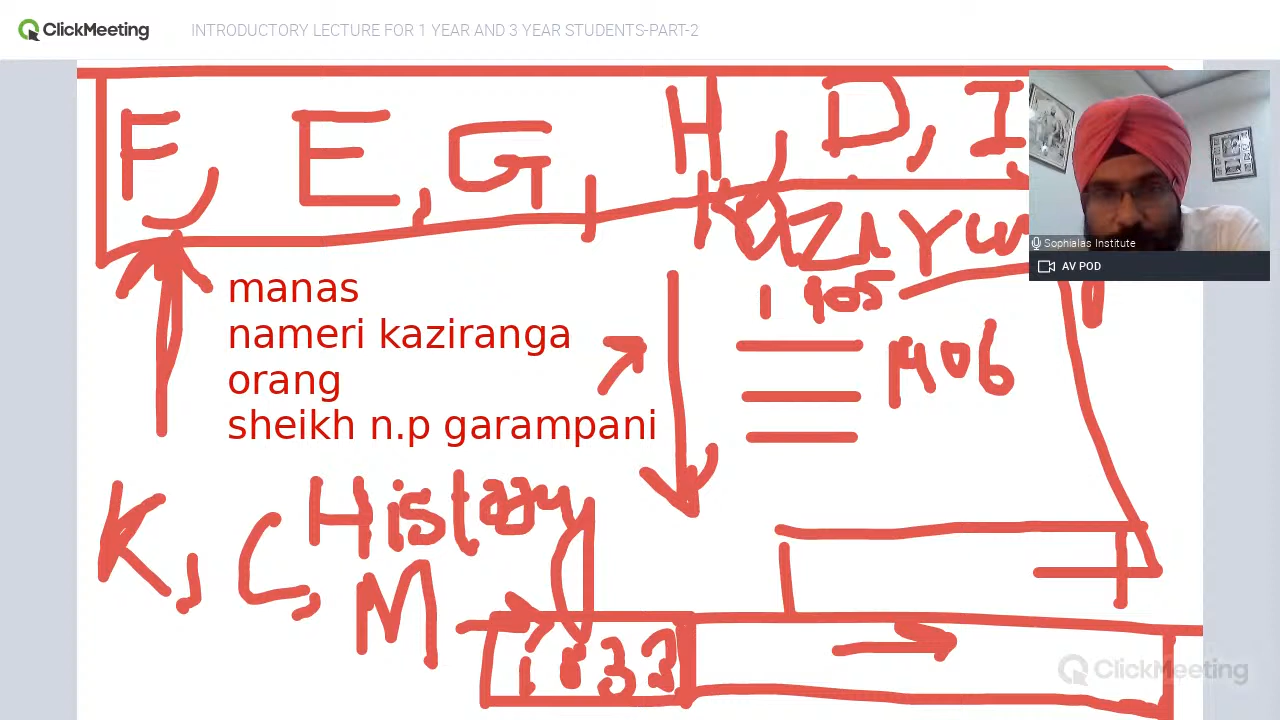 ClickMeeting
INTRODUCTORY LECTURE FOR 1 YEAR AND 3 YEAR STUDENTS-PART-2
F, E, G, H, D, I
Sophialas Institute
AV POD
manas
nameri kaziranga
orang
sheikh n.p garampani
1405
1406
K, C, History
M
1833
ClickMeeting